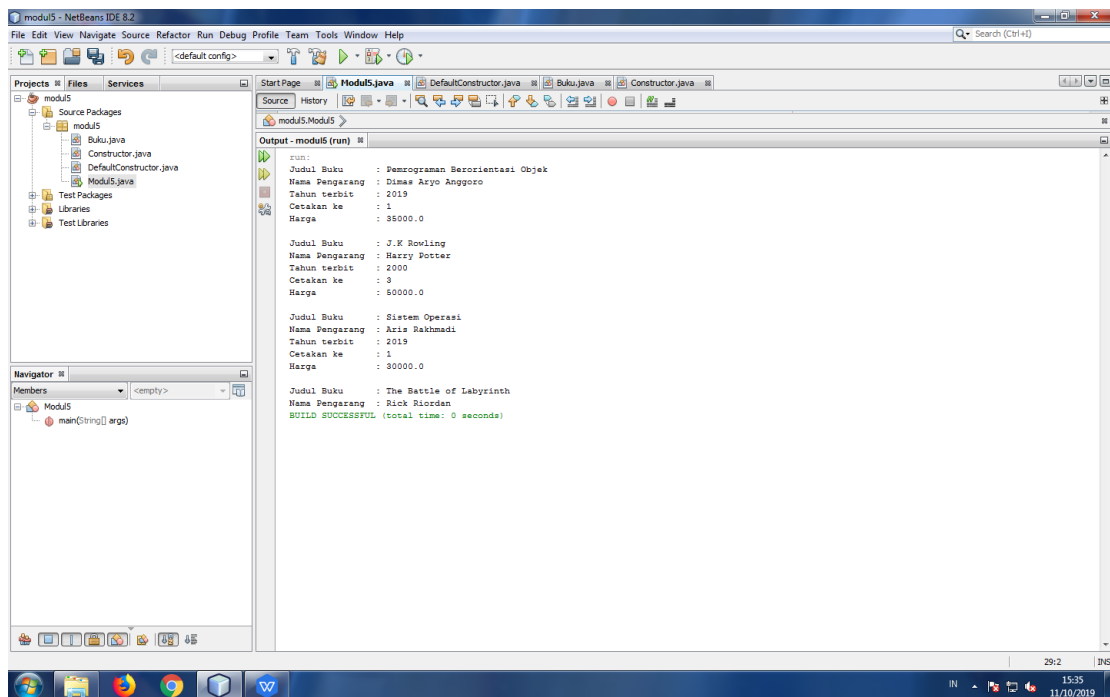 modul5 - NetBeans IDE 8.2
File Edit View Navigate Source Refactor Run Debug Profile Team Tools Window Help
Search (Ctrl+I)
<default config>
Projects Files Services
modul5
Source Packages
modul5
Buku.java
Constructor.java
DefaultConstructor.java
Modul5.java
Test Packages
Libraries
Test Libraries
Navigator
Members <empty>
Modul5
main(String[] args)
Start Page Modul5.java DefaultConstructor.java Buku.java Constructor.java
Source History
modul5.Modul5
Output - modul5 (run)
run:
Judul Buku : Pemrograman Berorientasi Objek
Nama Pengarang : Dimas Aryo Anggoro
Tahun terbit : 2019
Cetakan ke : 1
Harga : 35000.0
Judul Buku : J.K Rowling
Nama Pengarang : Harry Potter
Tahun terbit : 2000
Cetakan ke : 3
Harga : 50000.0
Judul Buku : Sistem Operasi
Nama Pengarang : Aris Rakhmadi
Tahun terbit : 2019
Cetakan ke : 1
Harga : 30000.0
Judul Buku : The Battle of Labyrinth
Nama Pengarang : Rick Riordan
BUILD SUCCESSFUL (total time: 0 seconds)
29:2 INS
IN
15:35
11/10/2019